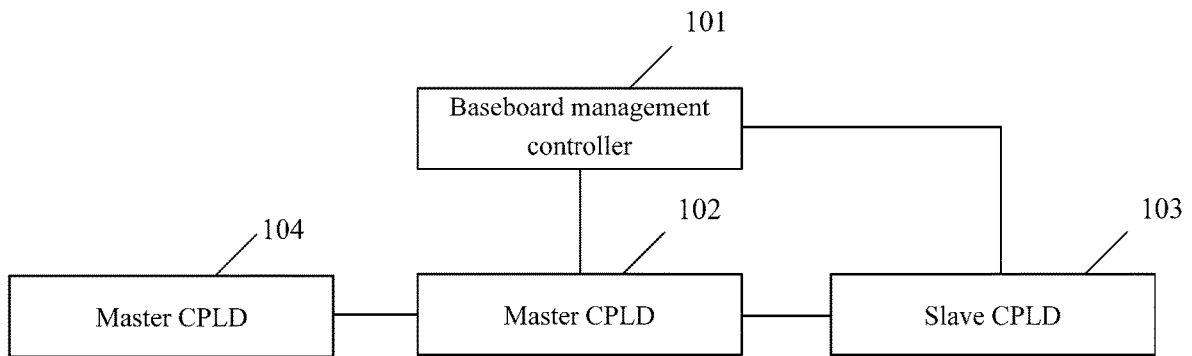 101
Baseboard management
controller
102
103
104
Master CPLD
Master CPLD
Slave CPLD